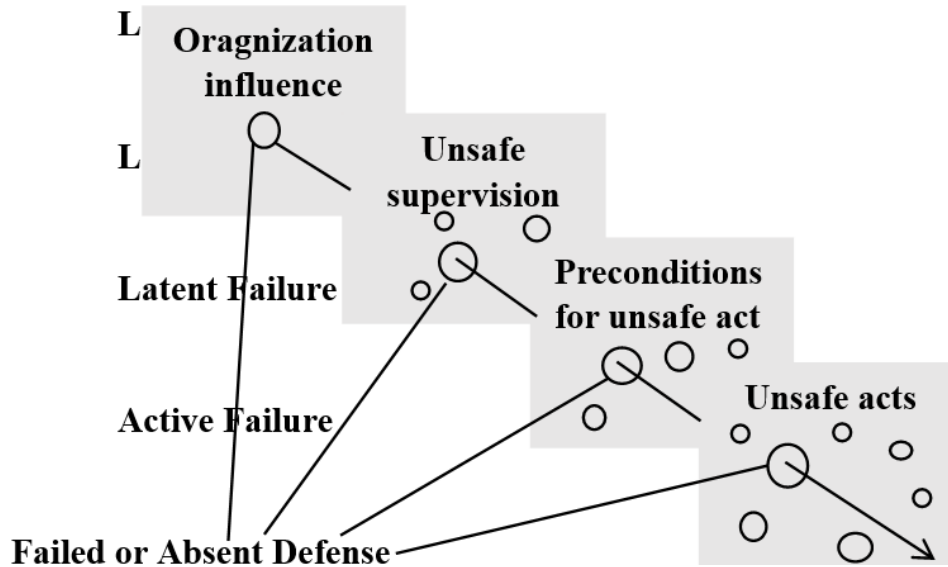 L
Oragnization
influence
L
Unsafe
supervision
Latent Failure
Preconditions
for unsafe act
Active Failure
Unsafe acts
Failed or Absent Defense